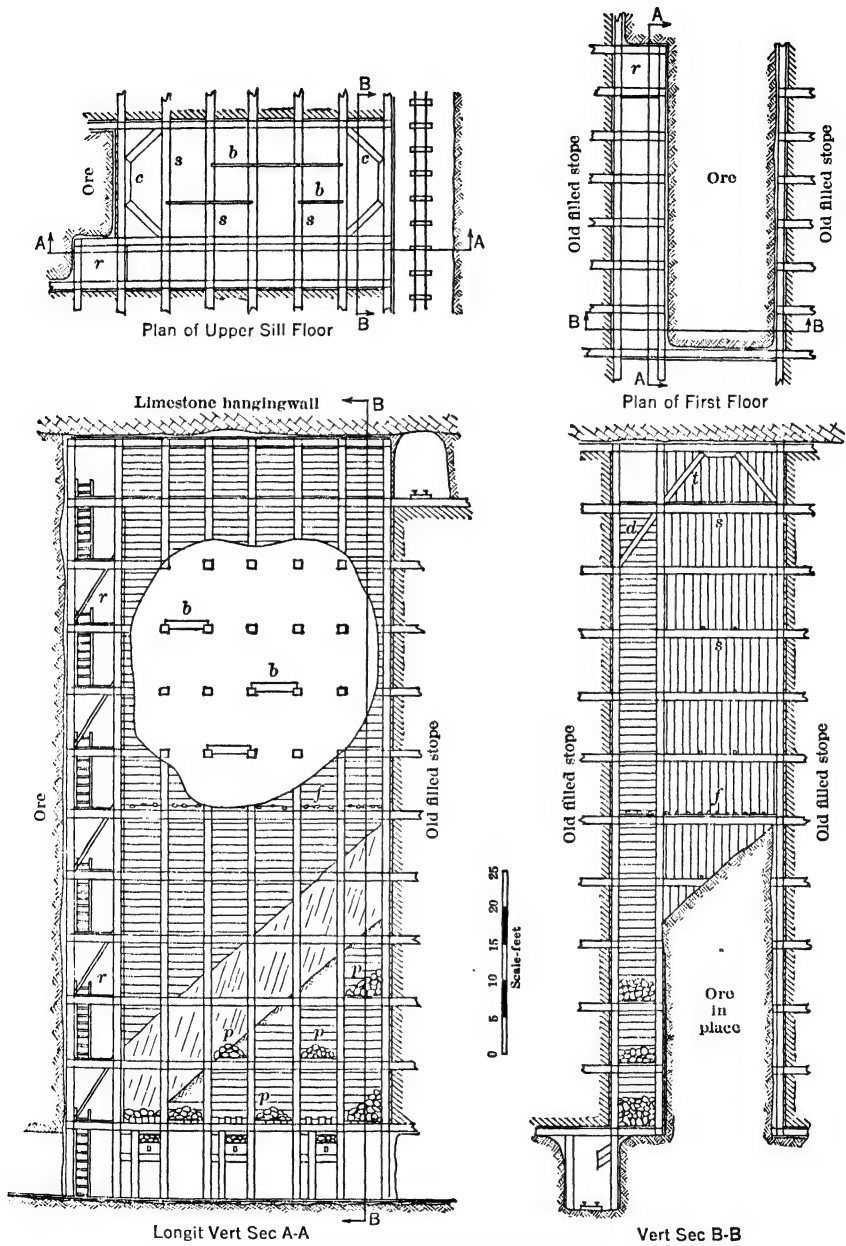 B
c
s
b
c
b
s
s
Ore
A
A
r
B
Plan of Upper Sill Floor
A
r
Old filled stope
Ore
Old filled stope
B
B
A
Plan of First Floor
Limestone hangingwall
B
r
b
b
Ore
f
Old filled stope
r
p
p
p
p
B
Longit Vert Sec A-A
0 5 10 15 20 25
Scale-feet
t
d
s
s
Old filled stope
f
Old filled stope
Ore
in
place
Vert Sec B-B